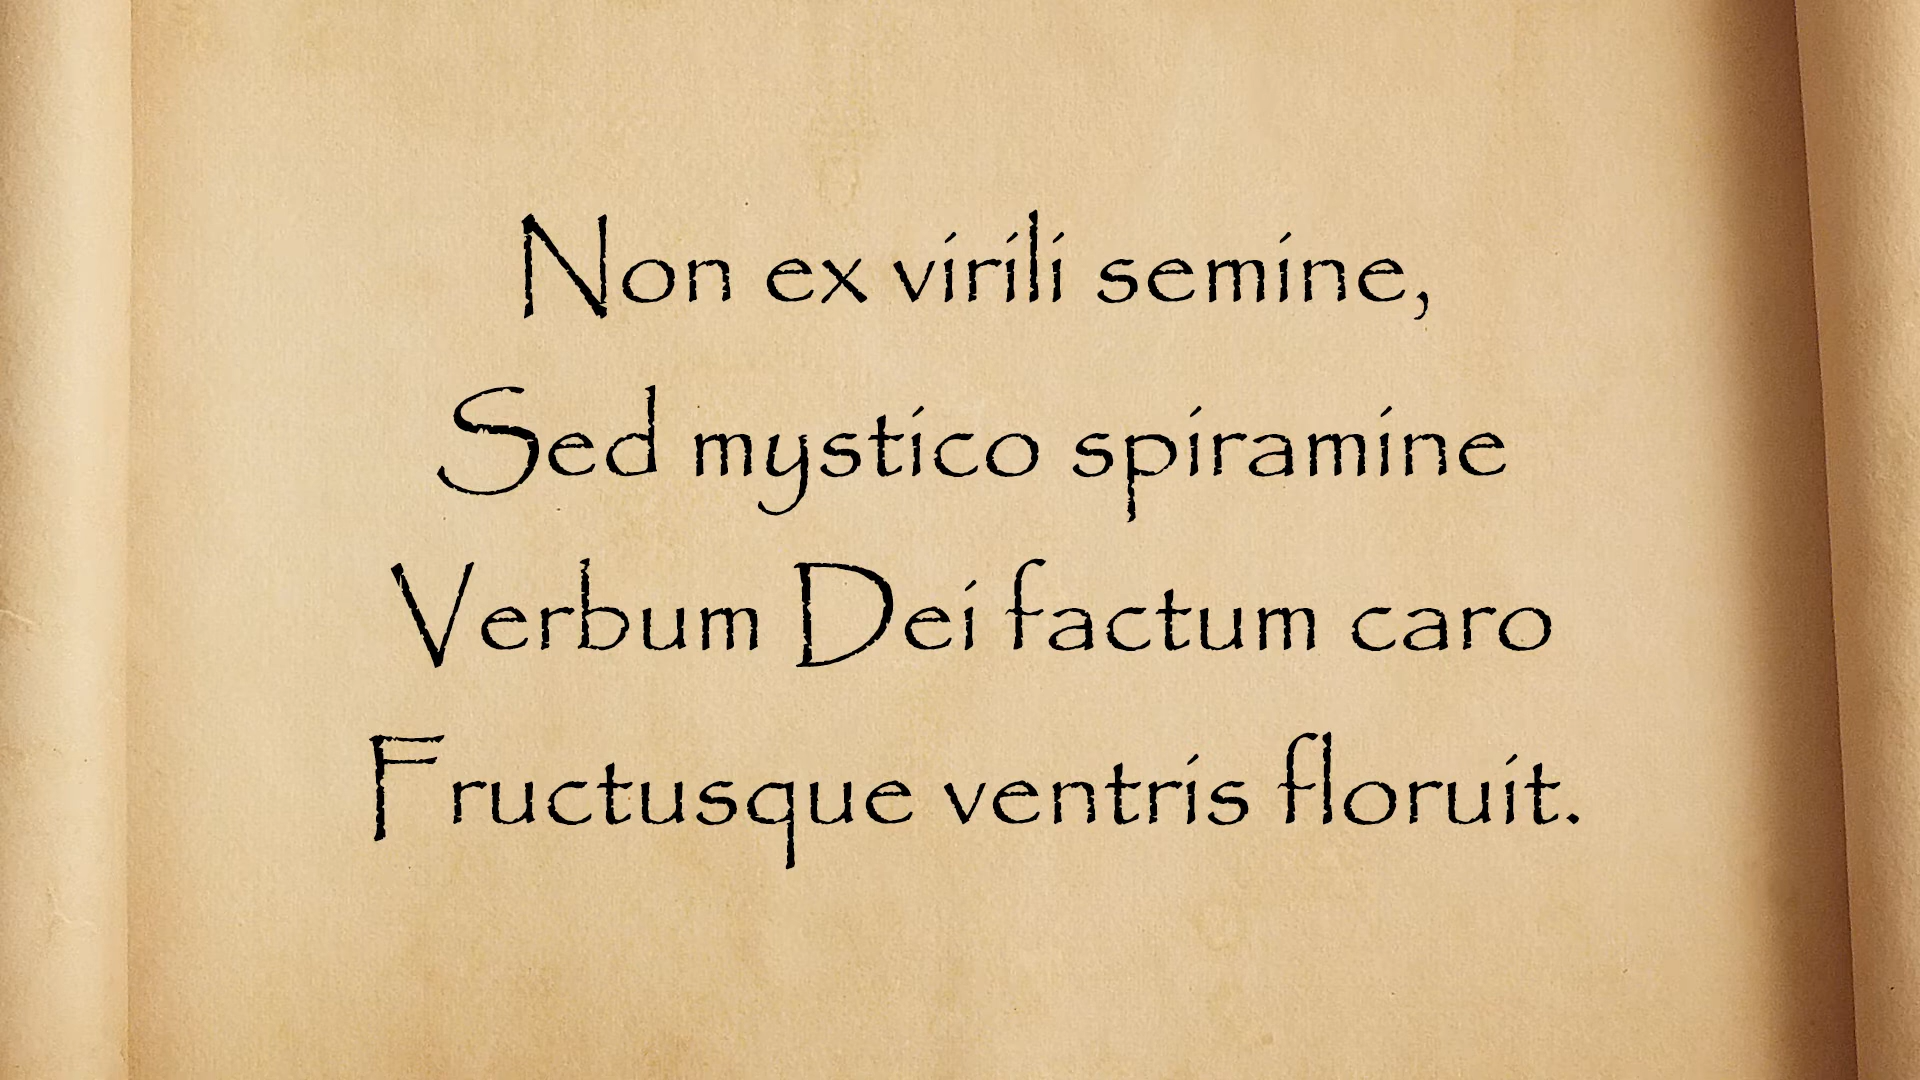 Non ex virili semine,
Sed mystico spiramine
Verbum Dei factum caro
Fructusque ventris floruit.